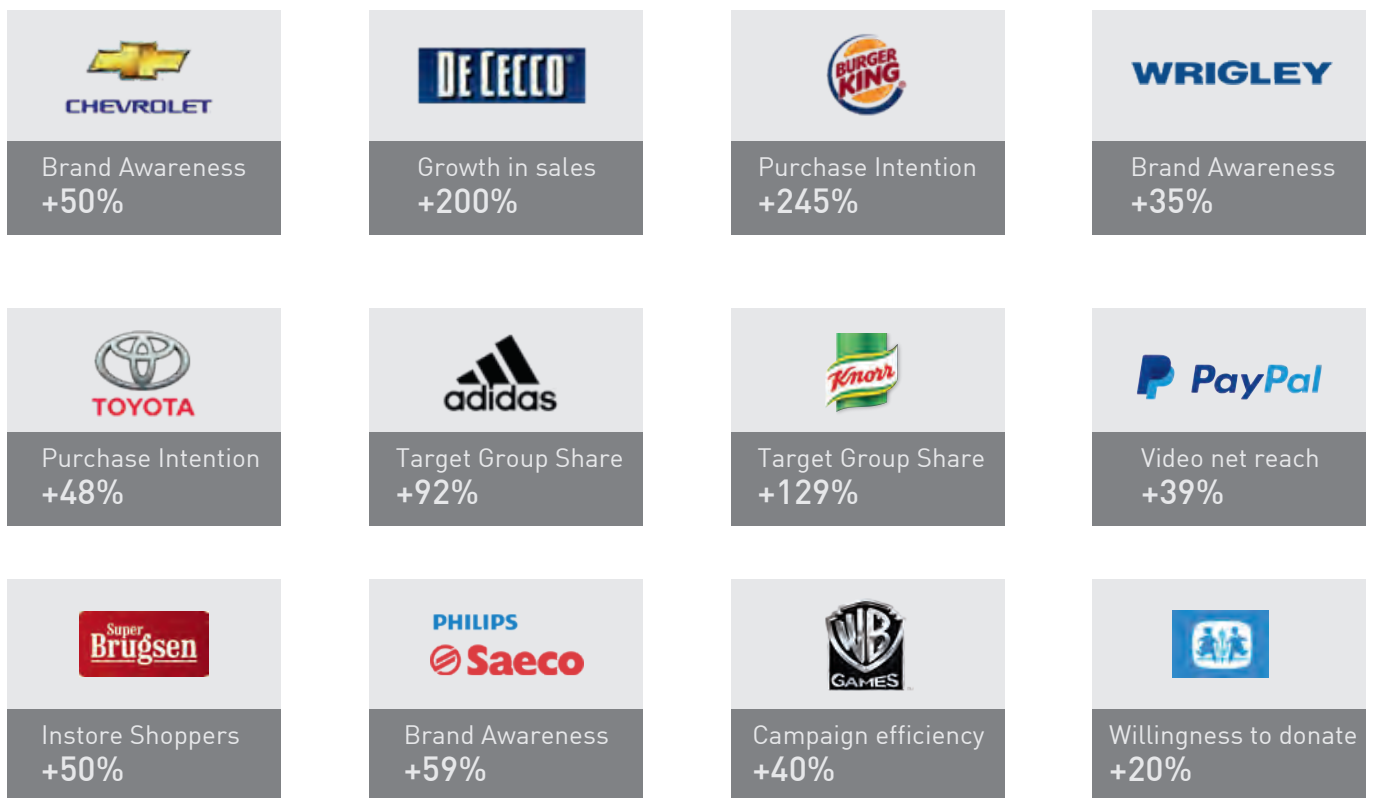 CHEVROLET
Brand Awareness
+50%
DE CECCO
Growth in sales
+200%
BURGER
KING
Purchase Intention
+245%
WRIGLEY
Brand Awareness
+35%
TOYOTA
Purchase Intention
+48%
adidas
Target Group Share
+92%
Knorr
Target Group Share
+129%
PayPal
Video net reach
+39%
Super
Brugsen
Instore Shoppers
+50%
PHILIPS
Saeco
Brand Awareness
+59%
WB
GAMES
Campaign efficiency
+40%
Willingness to donate
+20%